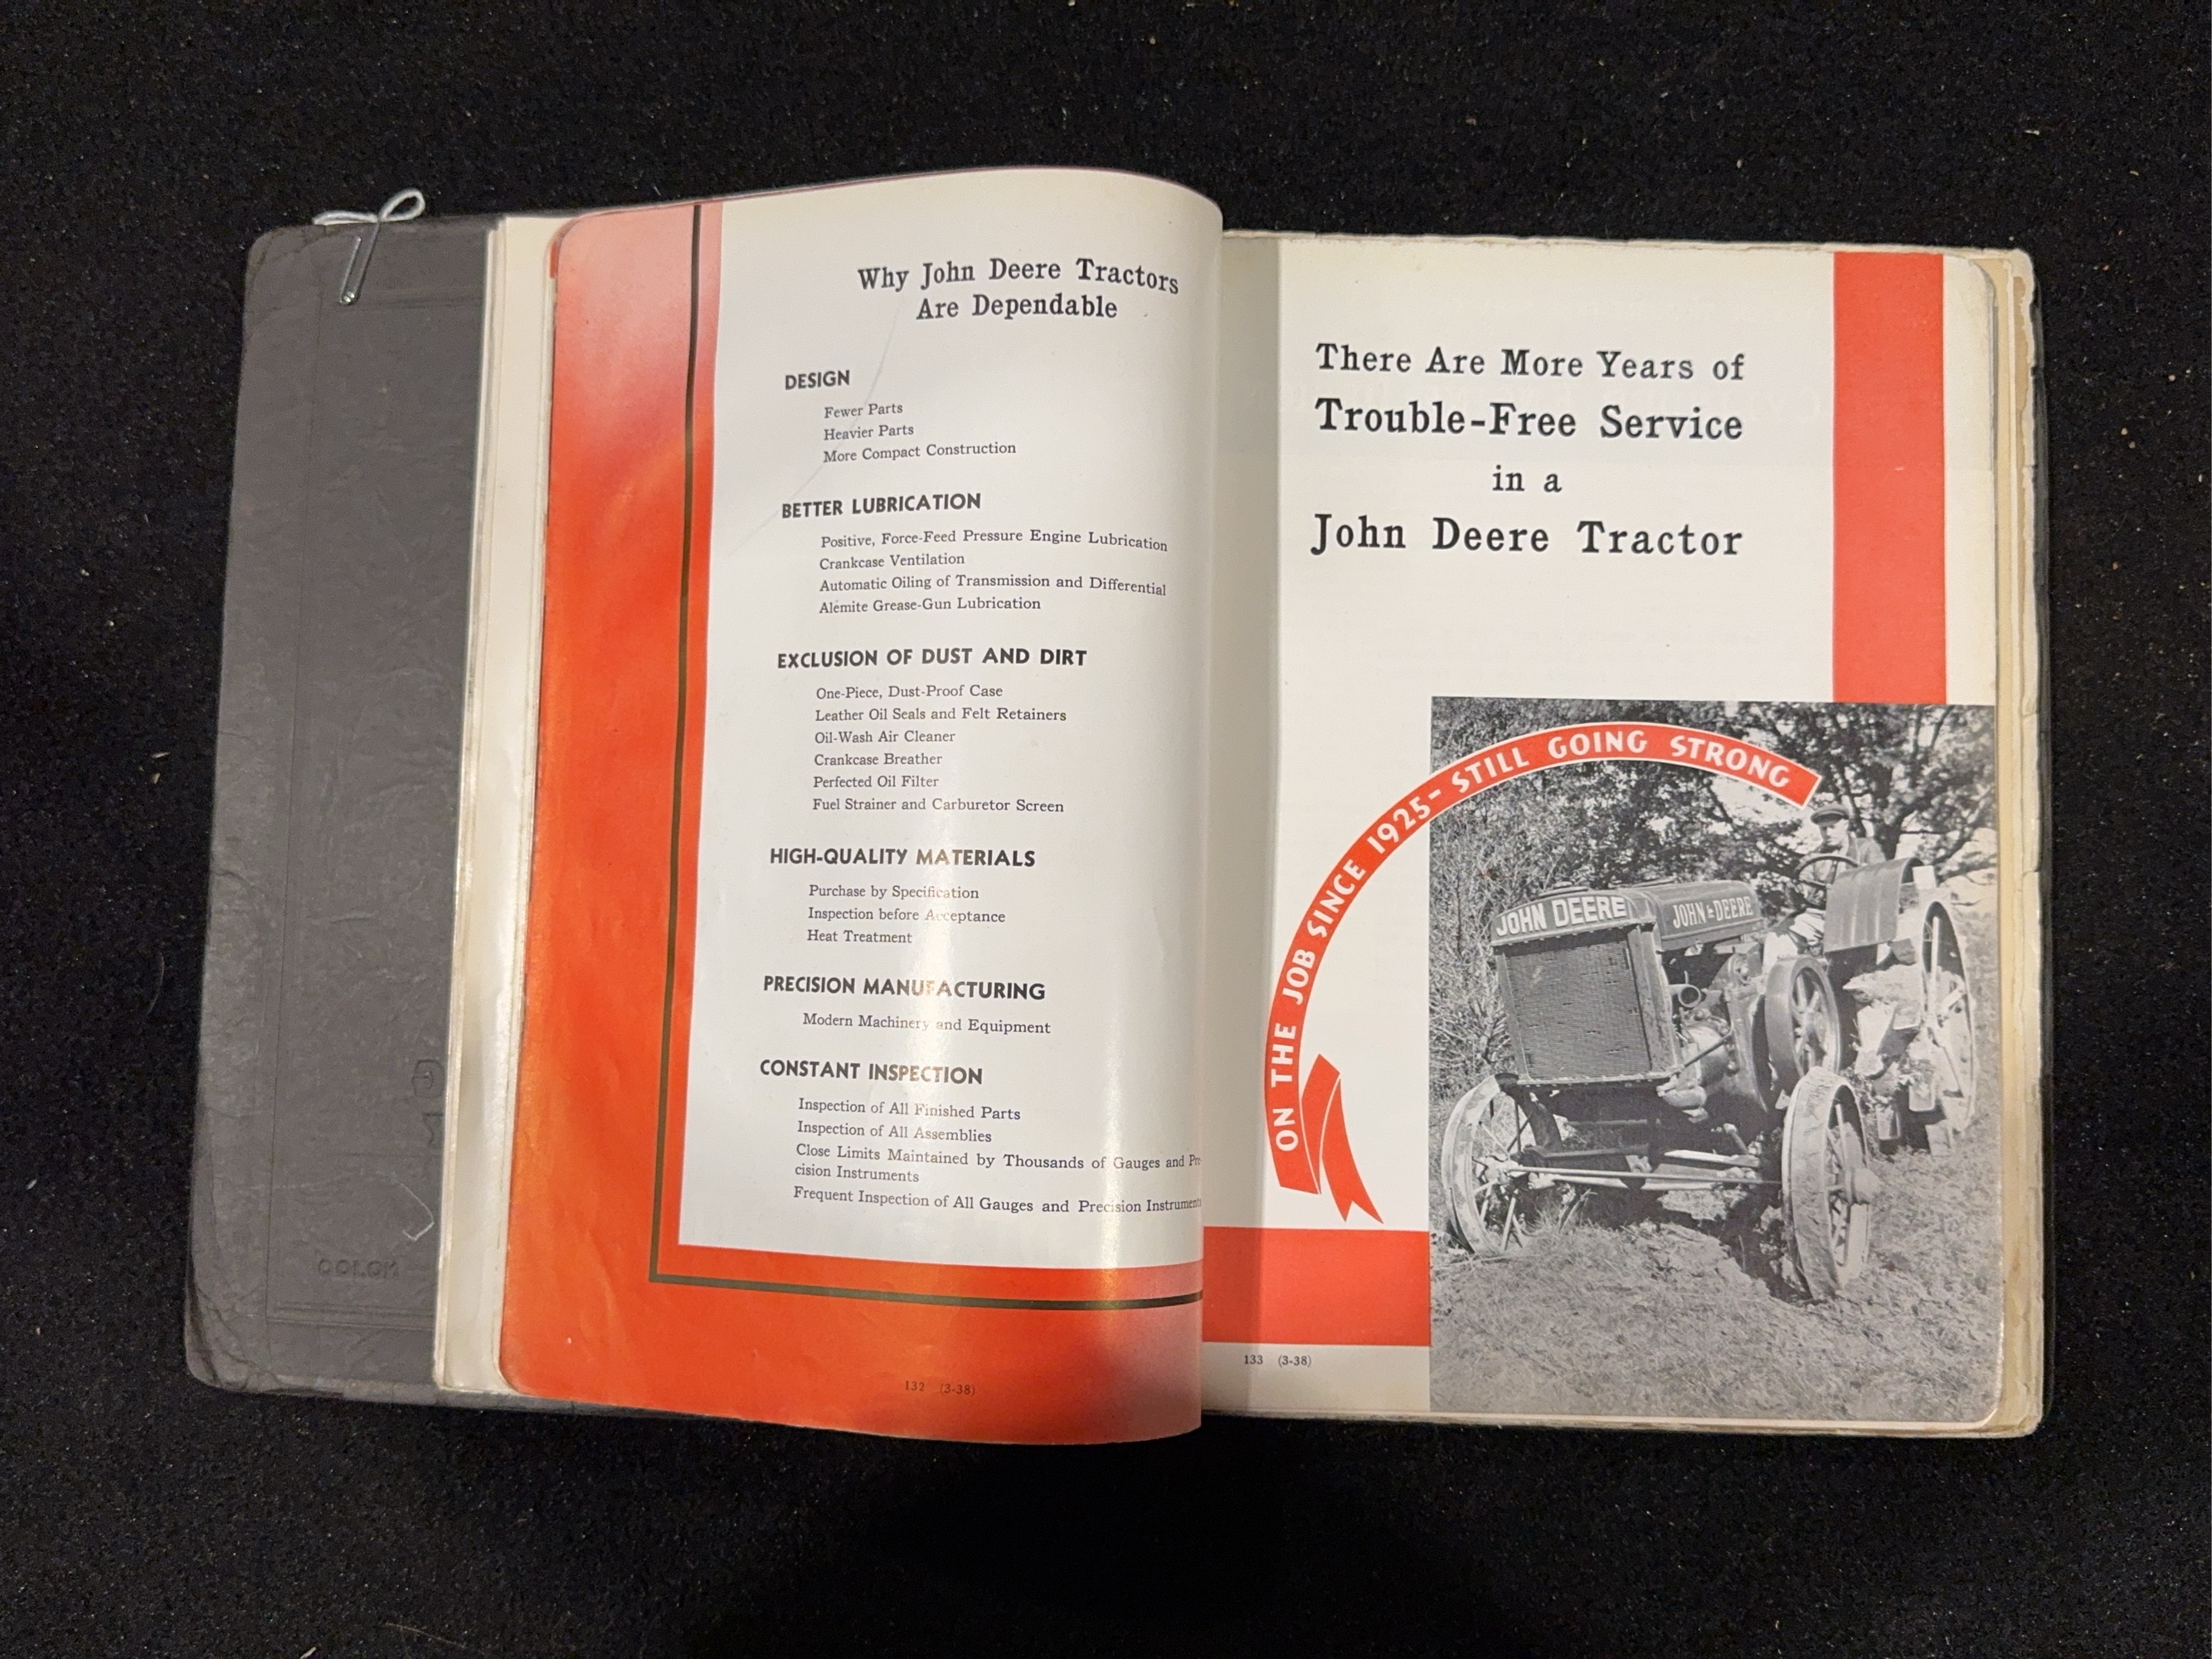 Why John Deere Tractors
Are Dependable
DESIGN
Fewer Parts
Heavier Parts
More Compact Construction
BETTER LUBRICATION
Positive, Force-Feed Pressure Engine Lubrication
Crankcase Ventilation
Automatic Oiling of Transmission and Differential
Alemite Grease-Gun Lubrication
EXCLUSION OF DUST AND DIRT
One-Piece, Dust-Proof Case
Leather Oil Seals and Felt Retainers
Oil-Wash Air Cleaner
Crankcase Breather
Perfected Oil Filter
Fuel Strainer and Carburetor Screen
HIGH-QUALITY MATERIALS
Purchase by Specification
Inspection before Acceptance
Heat Treatment
PRECISION MANUFACTURING
Modern Machinery and Equipment
CONSTANT INSPECTION
Inspection of All Finished Parts
Inspection of All Assemblies
Close Limits Maintained by Thousands of Gauges and Pre-
cision Instruments
Frequent Inspection of All Gauges and Precision Instruments
132 (3-38)
There Are More Years of
Trouble-Free Service
in a
John Deere Tractor
ON THE JOB SINCE 1925- STILL GOING STRONG
JOHN DEERE
JOHN DEERE
133 (3-38)